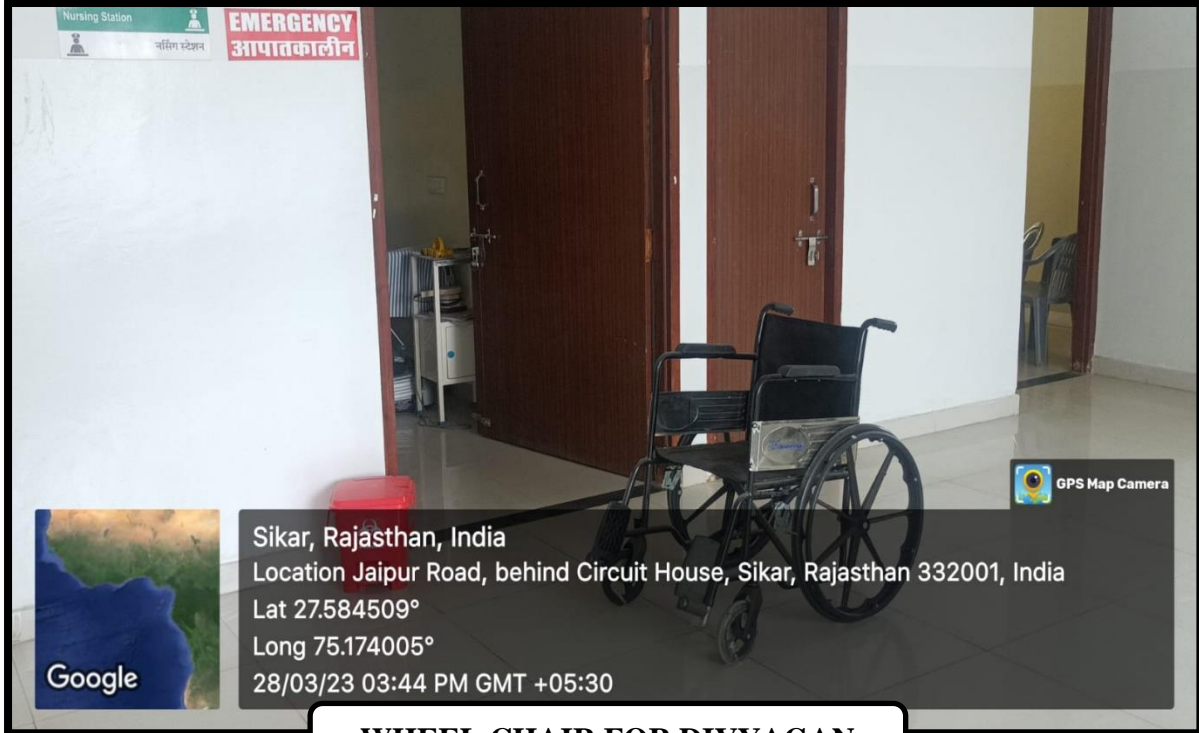 Nursing Station
नर्सिंग स्टेशन
EMERGENCY
आपातकालीन
GPS Map Camera
Sikar, Rajasthan, India
Location Jaipur Road, behind Circuit House, Sikar, Rajasthan 332001, India
Lat 27.584509°
Long 75.174005°
28/03/23 03:44 PM GMT +05:30
Google
WHEEL CHAIR FOR DIVYAGAN